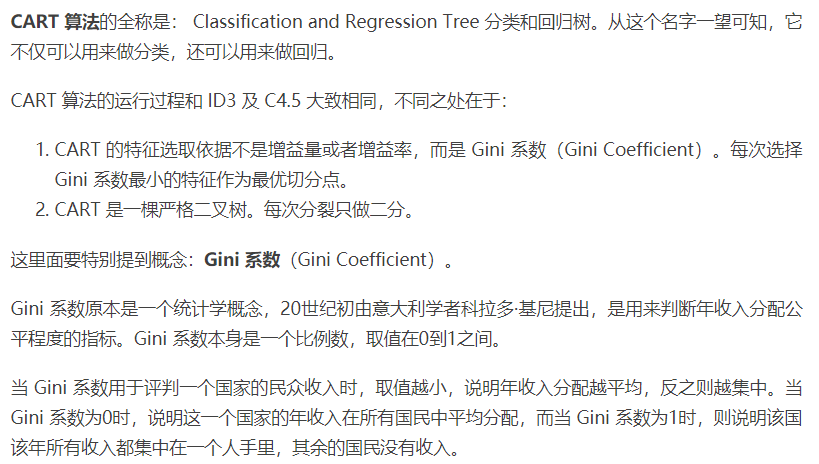 CART 算法的全称是： Classification and Regression Tree 分类和回归树。从这个名字一望可知，它
不仅可以用来做分类，还可以用来做回归。
CART 算法的运行过程和 ID3 及 C4.5 大致相同，不同之处在于：
1. CART 的特征选取依据不是增益量或者增益率，而是 Gini 系数（Gini Coefficient）。每次选择
Gini 系数最小的特征作为最优切分点。
2. CART 是一棵严格二叉树。每次分裂只做二分。
这里面要特别提到概念：Gini 系数（Gini Coefficient）。
Gini 系数原本是一个统计学概念，20世纪初由意大利学者科拉多·基尼提出，是用来判断年收入分配公
平程度的指标。Gini 系数本身是一个比例数，取值在0到1之间。
当 Gini 系数用于评判一个国家的民众收入时，取值越小，说明年收入分配越平均，反之则越集中。当
Gini 系数为0时，说明这一个国家的年收入在所有国民中平均分配，而当 Gini 系数为1时，则说明该国
该年所有收入都集中在一个人手里，其余的国民没有收入。